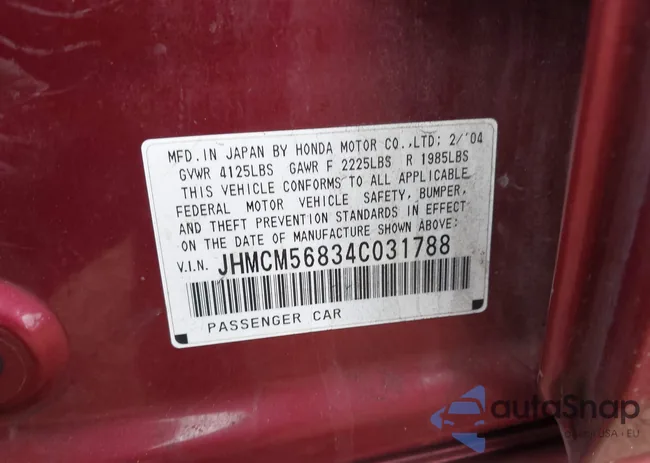 MFD. IN JAPAN BY HONDA MOTOR CO.,LTD; 2/'04
GVWR 4125LBS GAWR F 2225LBS R 1985LBS
THIS VEHICLE CONFORMS TO ALL APPLICABLE
FEDERAL MOTOR VEHICLE SAFETY, BUMPER,
AND THEFT PREVENTION STANDARDS IN EFFECT
ON THE DATE OF MANUFACTURE SHOWN ABOVE:
V.I.N. JHMCM56834C031788
PASSENGER CAR
autoSnap
USA - EU